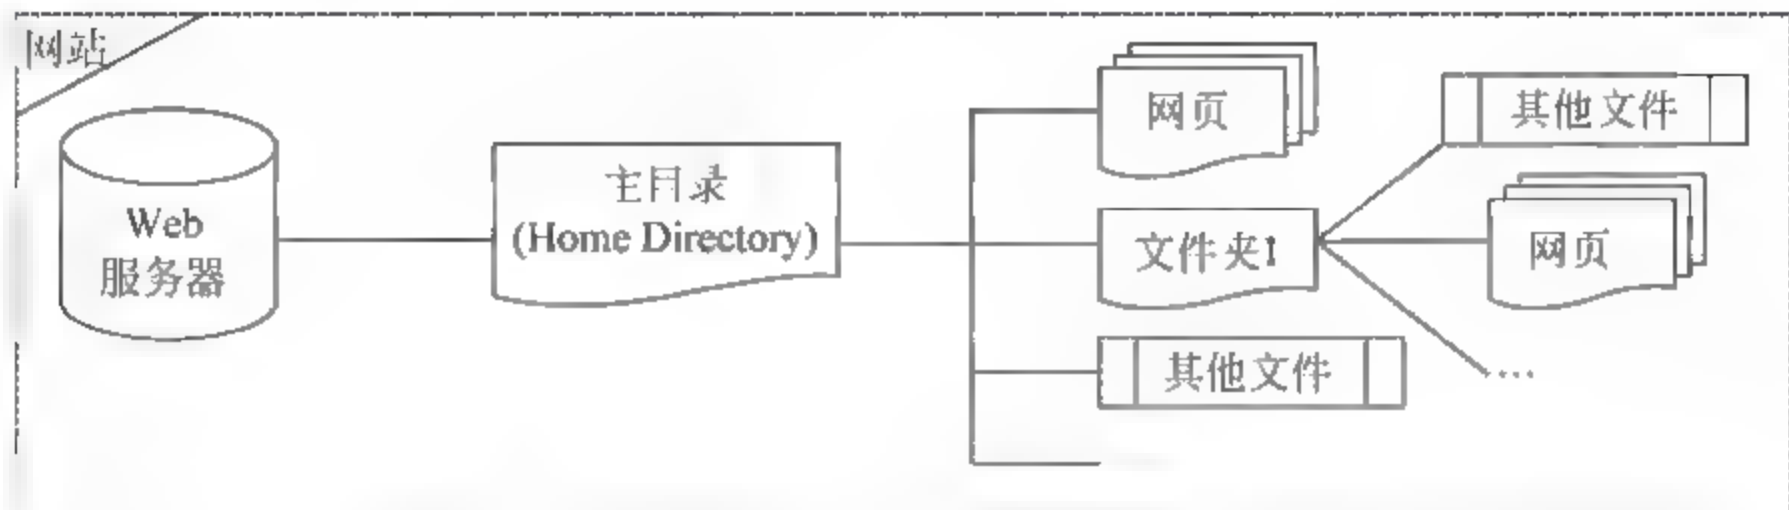 网站
Web
服务器
主目录
(Home Directory)
网页
文件夹1
其他文件
其他文件
网页
....